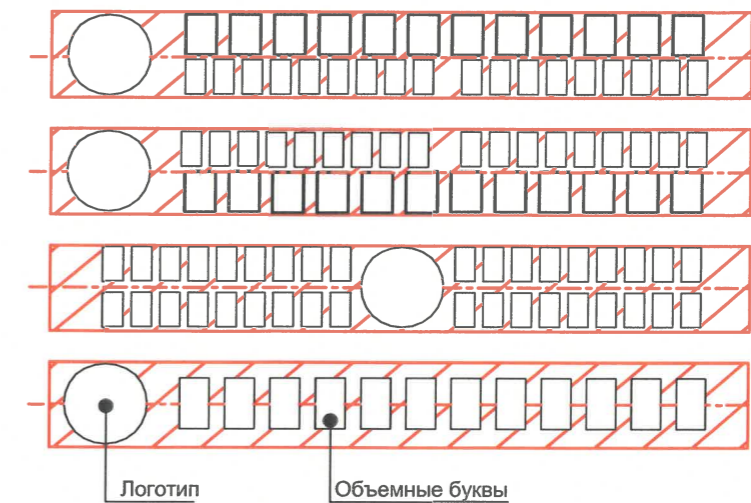 Логотип
Объемные буквы